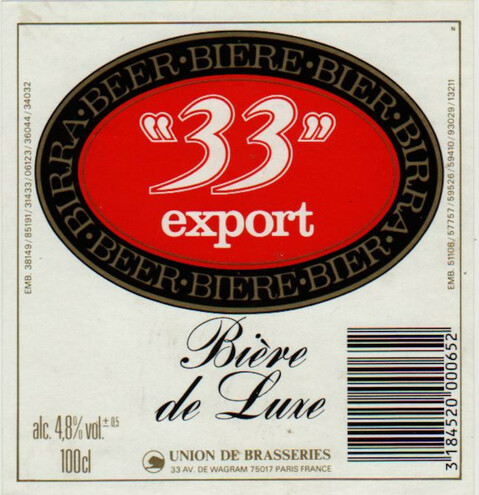 N
BIRRA·BEER·BIERE·BIER·BIRRA·
"33"
export
BEER·BIERE·BIER·
EMB. 38149/85191/31433/06123/36044/34032
EMB. 51108/57757/59526/59410/93029/13211
Bière
de Luxe
alc. 4,8% vol.± 0,5
100cl
UNION DE BRASSERIES
33 AV. DE WAGRAM 75017 PARIS FRANCE
3 184520 000652